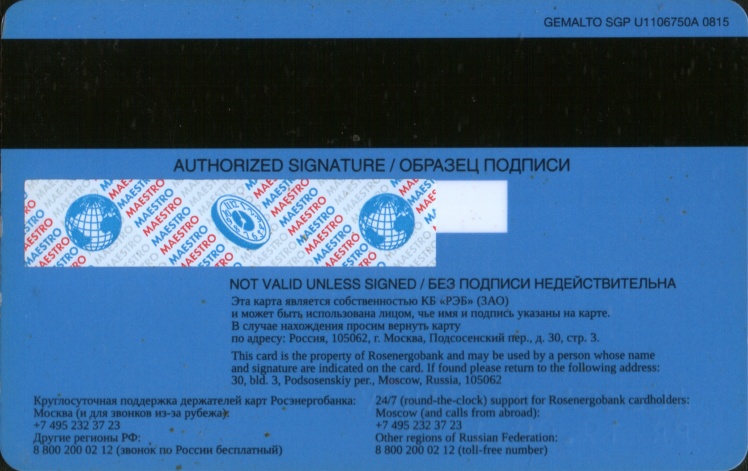 GEMALTO SGP U1106750A 0815
AUTHORIZED SIGNATURE / ОБРАЗЕЦ ПОДПИСИ
MAESTRO MAESTRO MAESTRO MAESTRO MAESTRO MAESTRO
NOT VALID UNLESS SIGNED / БЕЗ ПОДПИСИ НЕДЕЙСТВИТЕЛЬНА
Эта карта является собственностью КБ «РЭБ» (ЗАО)
и может быть использована лицом, чье имя и подпись указаны на карте.
В случае нахождения просим вернуть карту
по адресу: Россия, 105062, г. Москва, Подсосенский пер., д. 30, стр. 3.
This card is the property of Rosenergobank and may be used by a person whose name
and signature are indicated on the card. If found please return to the following address:
30, bld. 3, Podsosenskiy per., Moscow, Russia, 105062
Круглосуточная поддержка держателей карт Росэнергобанка:
Москва (и для звонков из-за рубежа):
+7 495 232 37 23
Другие регионы РФ:
8 800 200 02 12 (звонок по России бесплатный)
24/7 (round-the-clock) support for Rosenergobank cardholders:
Moscow (and calls from abroad):
+7 495 232 37 23
Other regions of Russian Federation:
8 800 200 02 12 (toll-free number)